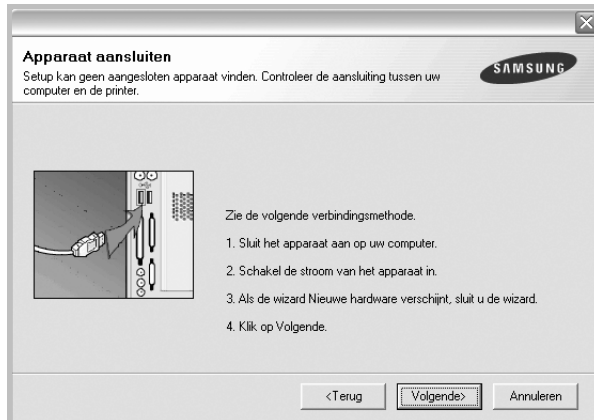 Apparaat aansluiten
Setup kan geen aangesloten apparaat vinden. Controleer de aansluiting tussen uw
computer en de printer.
SAMSUNG
Zie de volgende verbindingsmethode.
1. Sluit het apparaat aan op uw computer.
2. Schakel de stroom van het apparaat in.
3. Als de wizard Nieuwe hardware verschijnt, sluit u de wizard.
4. Klik op Volgende.
<Terug
Volgende>
Annuleren